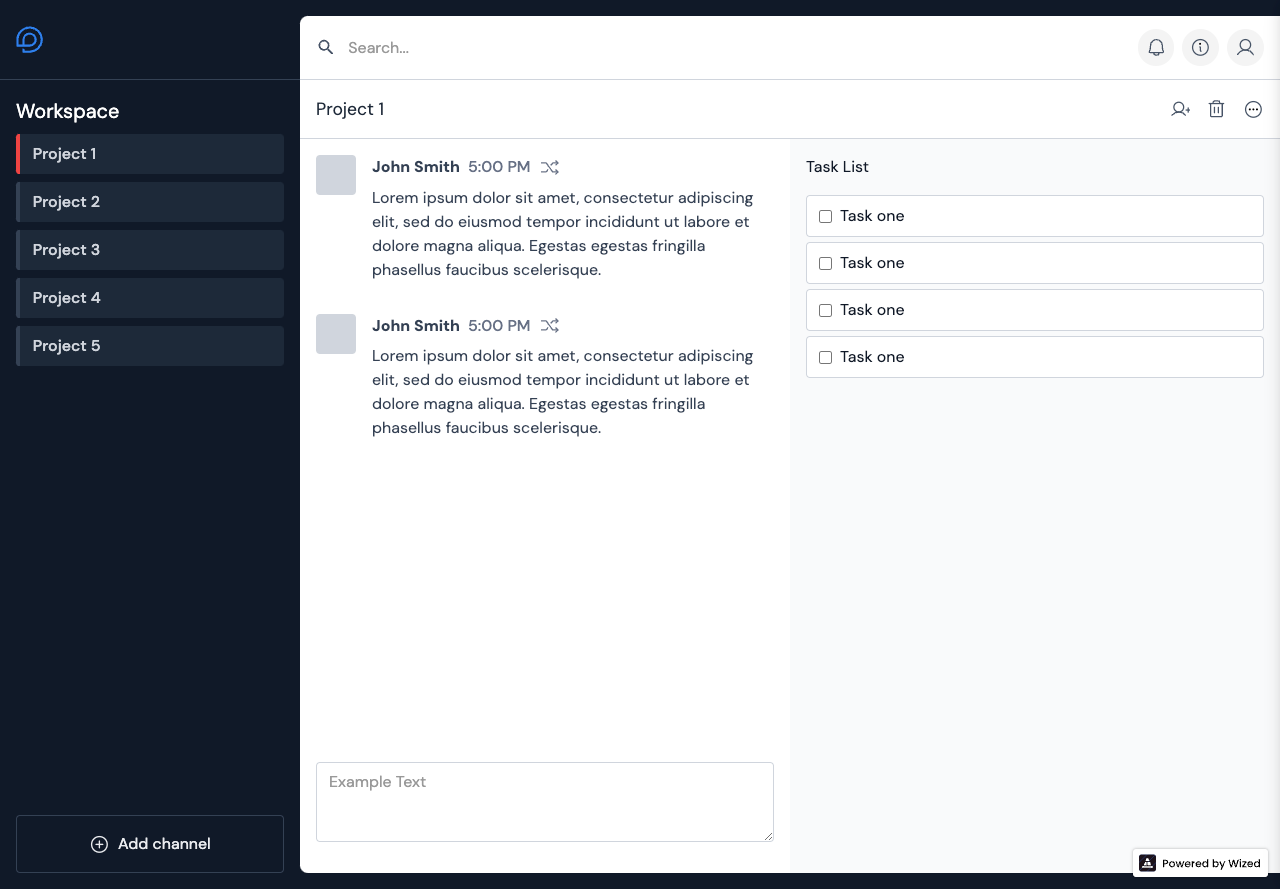 Search...
Workspace
Project 1
Project 2
Project 3
Project 4
Project 5
Add channel
Project 1
John Smith 5:00 PM
Lorem ipsum dolor sit amet, consectetur adipiscing
elit, sed do eiusmod tempor incididunt ut labore et
dolore magna aliqua. Egestas egestas fringilla
phasellus faucibus scelerisque.
John Smith 5:00 PM
Lorem ipsum dolor sit amet, consectetur adipiscing
elit, sed do eiusmod tempor incididunt ut labore et
dolore magna aliqua. Egestas egestas fringilla
phasellus faucibus scelerisque.
Example Text
Task List
Task one
Task one
Task one
Task one
Powered by Wized